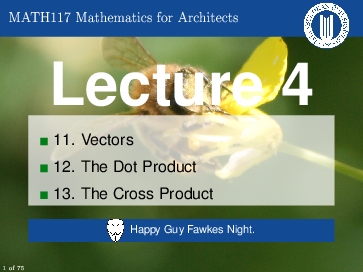 MATH117 Mathematics for Architects
Lecture 4
11. Vectors
12. The Dot Product
13. The Cross Product
Happy Guy Fawkes Night.
1 of 75